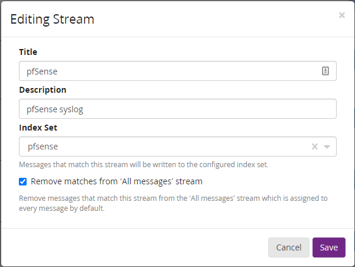 Editing Stream
×
Title
pfSense
Description
pfSense syslog
Index Set
pfsense
Messages that match this stream will be written to the configured index set.
Remove matches from 'All messages' stream
Remove messages that match this stream from the 'All messages' stream which is assigned to
every message by default.
Cancel Save